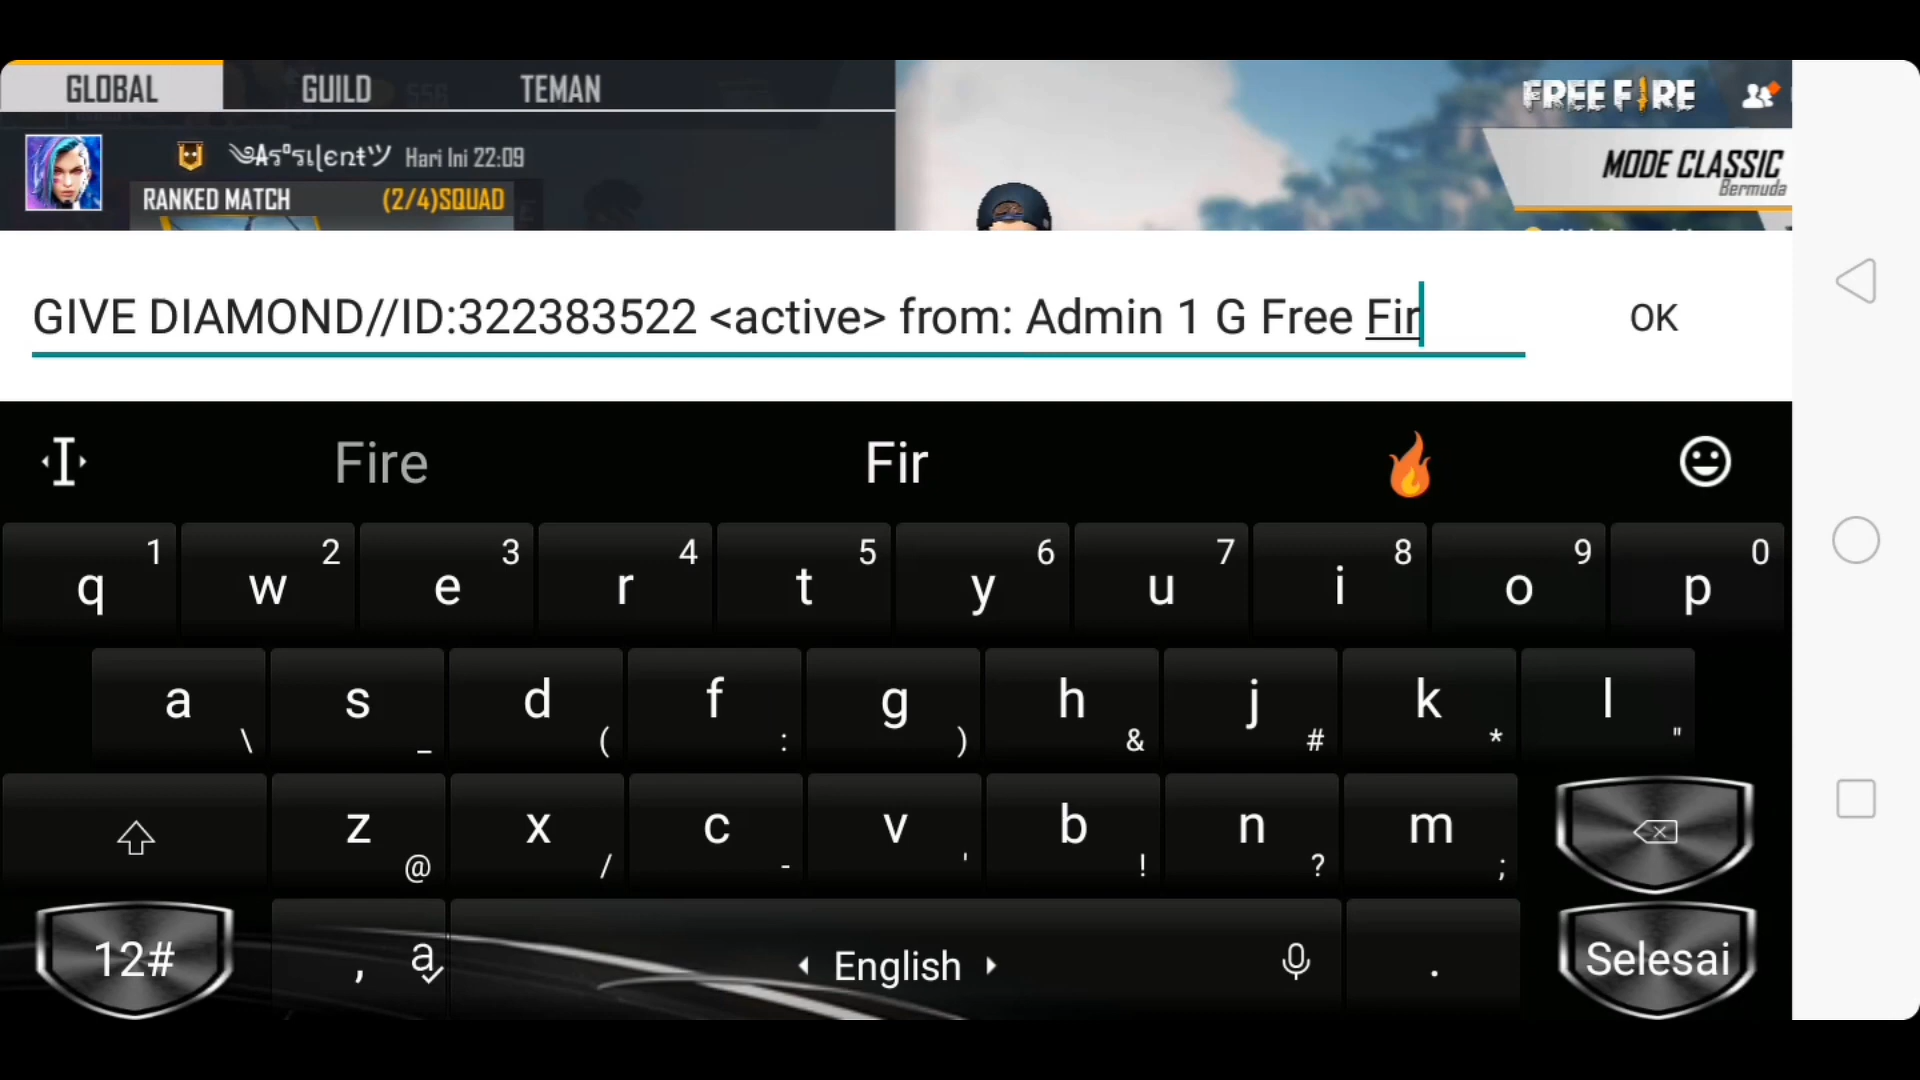 GLOBAL GUILD TEMAN
FREE FIRE
Hari Ini 22:09
MODE CLASSIC
Bermuda
RANKED MATCH (2/4)SQUAD
GIVE DIAMOND//ID:322383522 <active> from: Admin 1 G Free Fir
OK
Fire Fir
1 2 3 4 5 6 7 8 9 0
q w e r t y u i o p
a s d f g h j k l
\ _ ( : ) & # * "
z x c v b n m
@ / - ' ! ? ;
12# , a English . Selesai